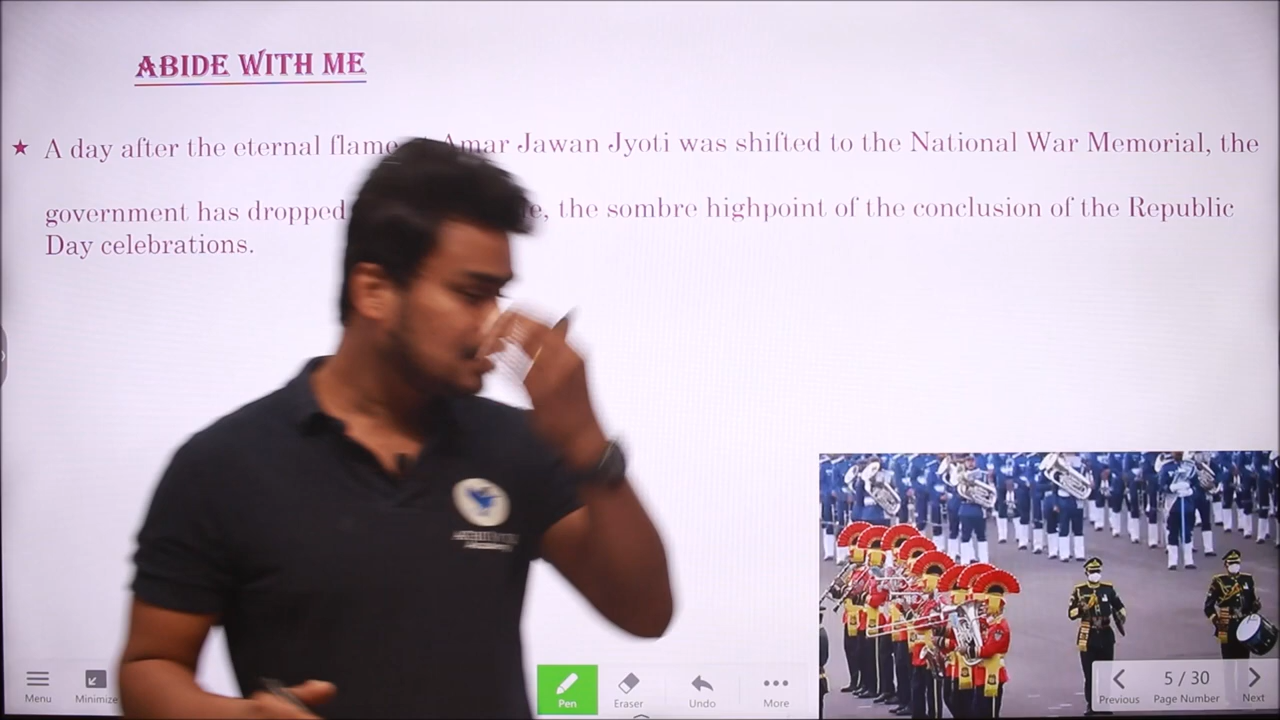 ABIDE WITH ME
★ A day after the eternal flame Amar Jawan Jyoti was shifted to the National War Memorial, the
government has dropped the sombre highpoint of the conclusion of the Republic
Day celebrations.
Menu
Minimize
Pen
Eraser
Undo
More
Previous
5 / 30
Page Number
Next